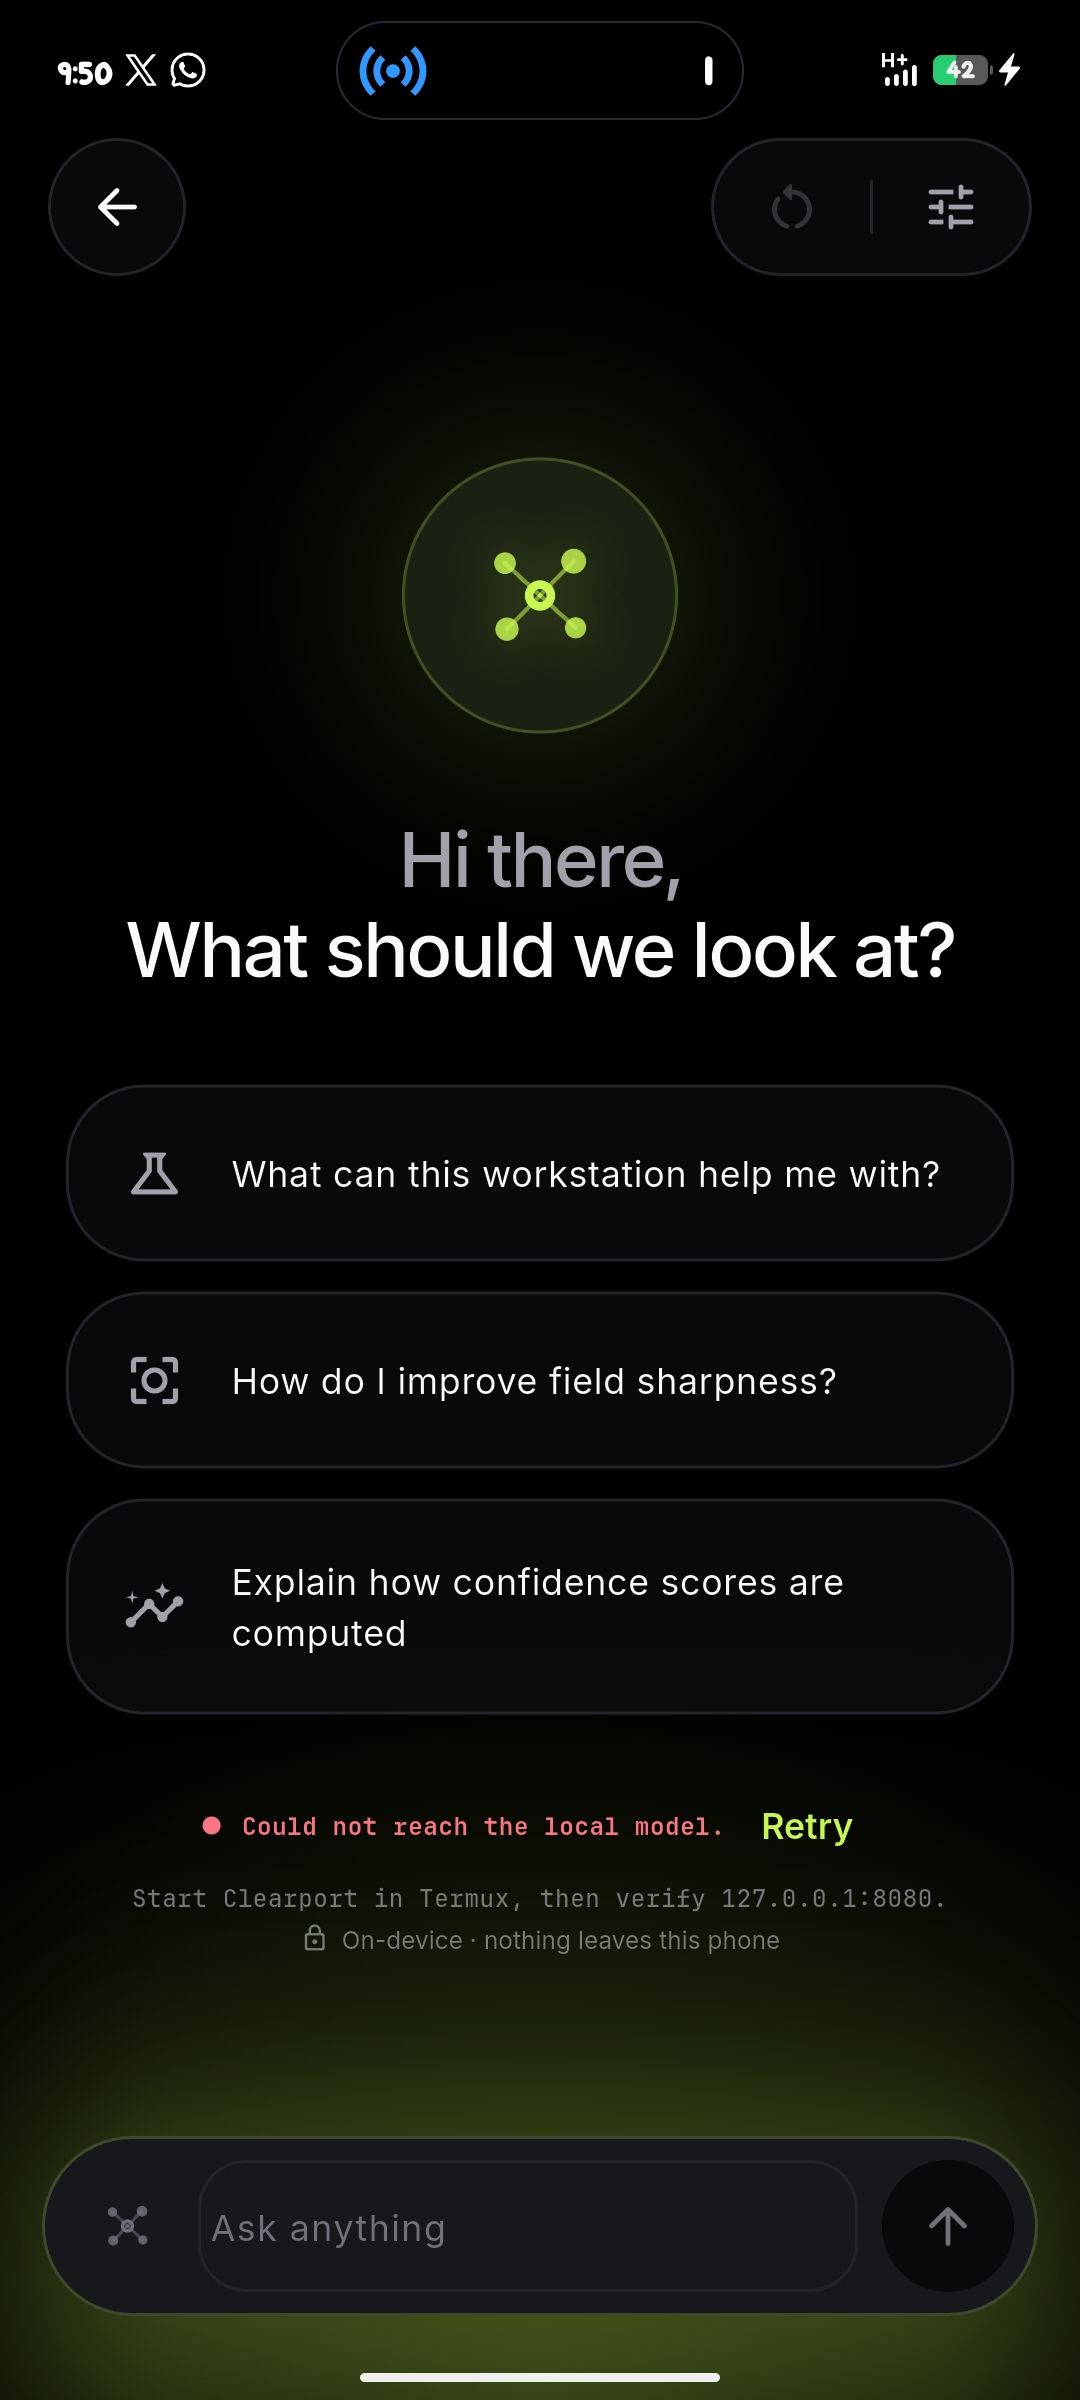 9:50
H+
42
Hi there,
What should we look at?
What can this workstation help me with?
How do I improve field sharpness?
Explain how confidence scores are
computed
Could not reach the local model. Retry
Start Clearport in Termux, then verify 127.0.0.1:8080.
On-device · nothing leaves this phone
Ask anything